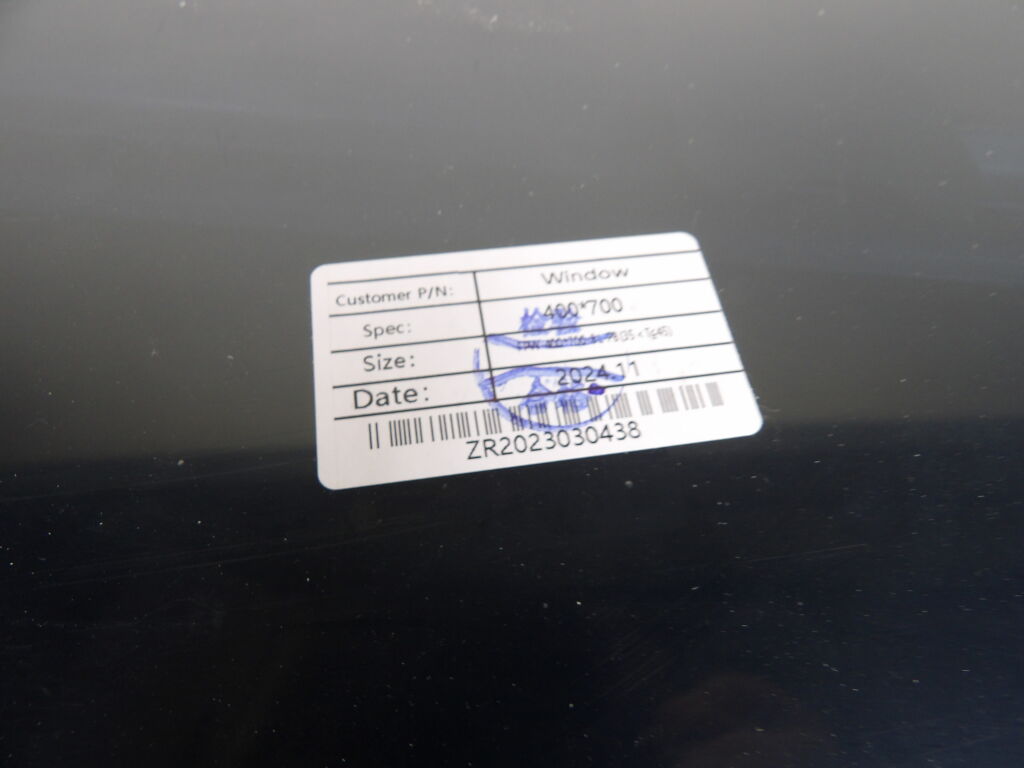 Customer P/N: Window
Spec: 400*700
Size:
Date: 2024.11
ZR2023030438